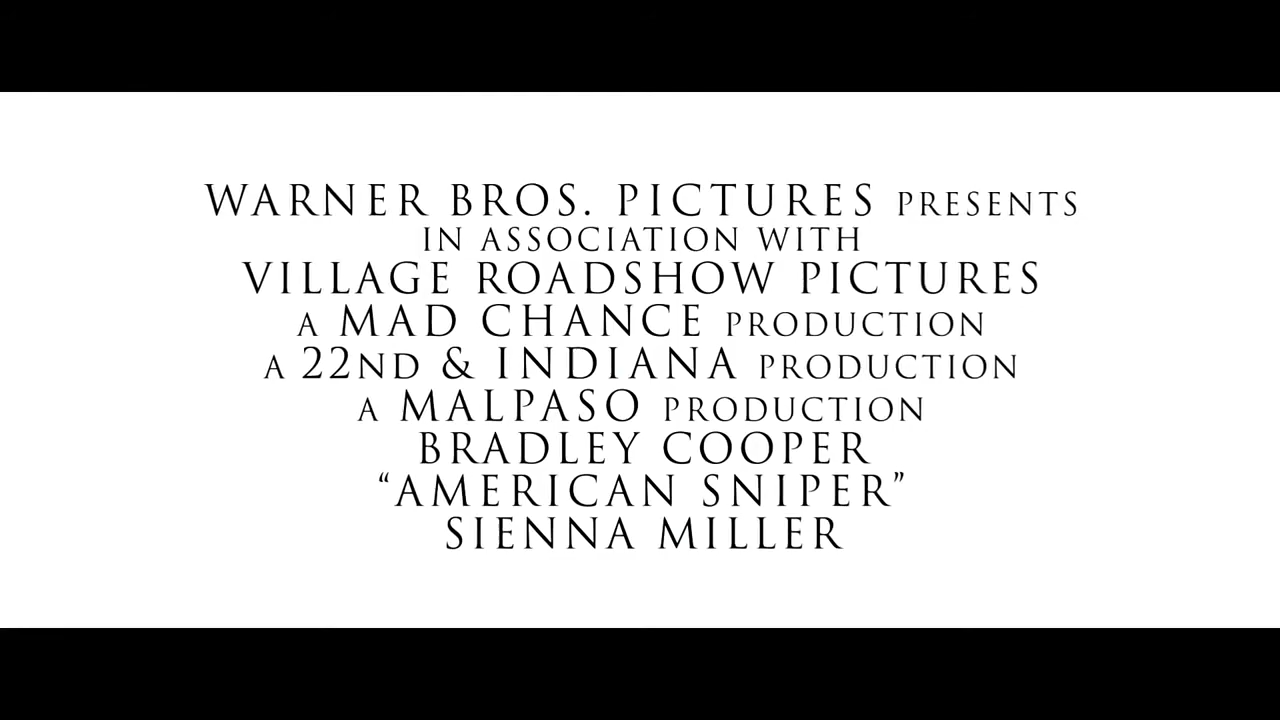 WARNER BROS. PICTURES PRESENTS
IN ASSOCIATION WITH
VILLAGE ROADSHOW PICTURES
A MAD CHANCE PRODUCTION
A 22ND & INDIANA PRODUCTION
A MALPASO PRODUCTION
BRADLEY COOPER
“AMERICAN SNIPER”
SIENNA MILLER